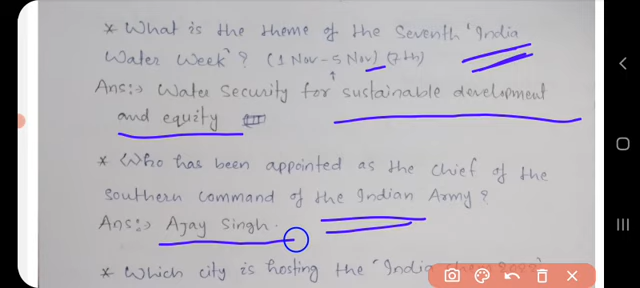 * What is the theme of the Seventh 'India
Water Week'? (1 Nov - 5 Nov) (7th)
Ans:→ Water Security for sustainable development
and equity
* Who has been appointed as the chief of the
southern command of the Indian Army?
Ans:→ Ajay Singh.
* Which city is hosting the 'India